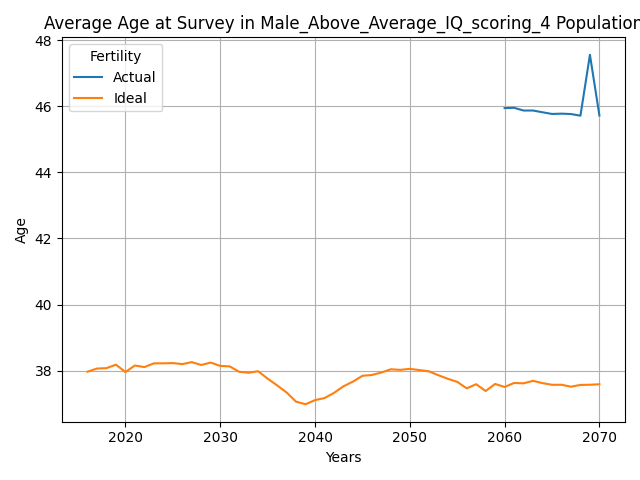 Average Age at Survey in Male_Above_Average_IQ_scoring_4 Population
Fertility
Actual
Ideal
48
46
44
42
40
38
Age
2020 2030 2040 2050 2060 2070
Years